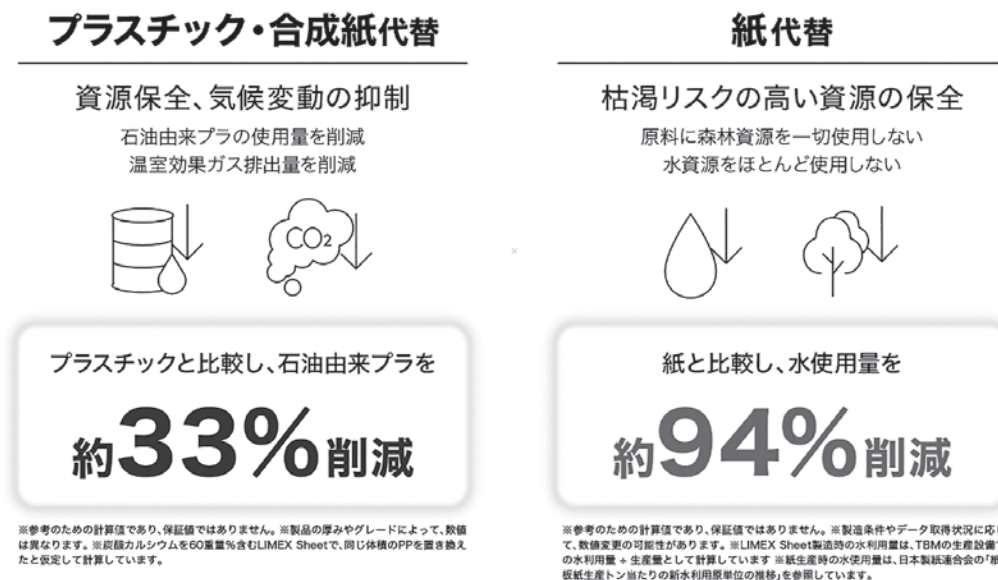 プラスチック・合成紙代替
資源保全、気候変動の抑制
石油由来プラの使用量を削減
温室効果ガス排出量を削減
CO2
プラスチックと比較し、石油由来プラを
約33%削減
※参考のための計算値であり、保証値ではありません。※製品の厚みやグレードによって、数値
は異なります。※炭酸カルシウムを60重量%含むLIMEX Sheetで、同じ体積のPPを置き換え
たと仮定して計算しています。
紙代替
枯渇リスクの高い資源の保全
原料に森林資源を一切使用しない
水資源をほとんど使用しない
紙と比較し、水使用量を
約94%削減
※参考のための計算値であり、保証値ではありません。※製造条件やデータ取得状況に応じ
て、数値変更の可能性があります。※LIMEX Sheet製造時の水利用量は、TBMの生産設備で
の水利用量 ÷ 生産量として計算しています ※紙生産時の水使用量は、日本製紙連合会の「紙
板紙生産トン当たりの新水利用原単位の推移」を参照しています。